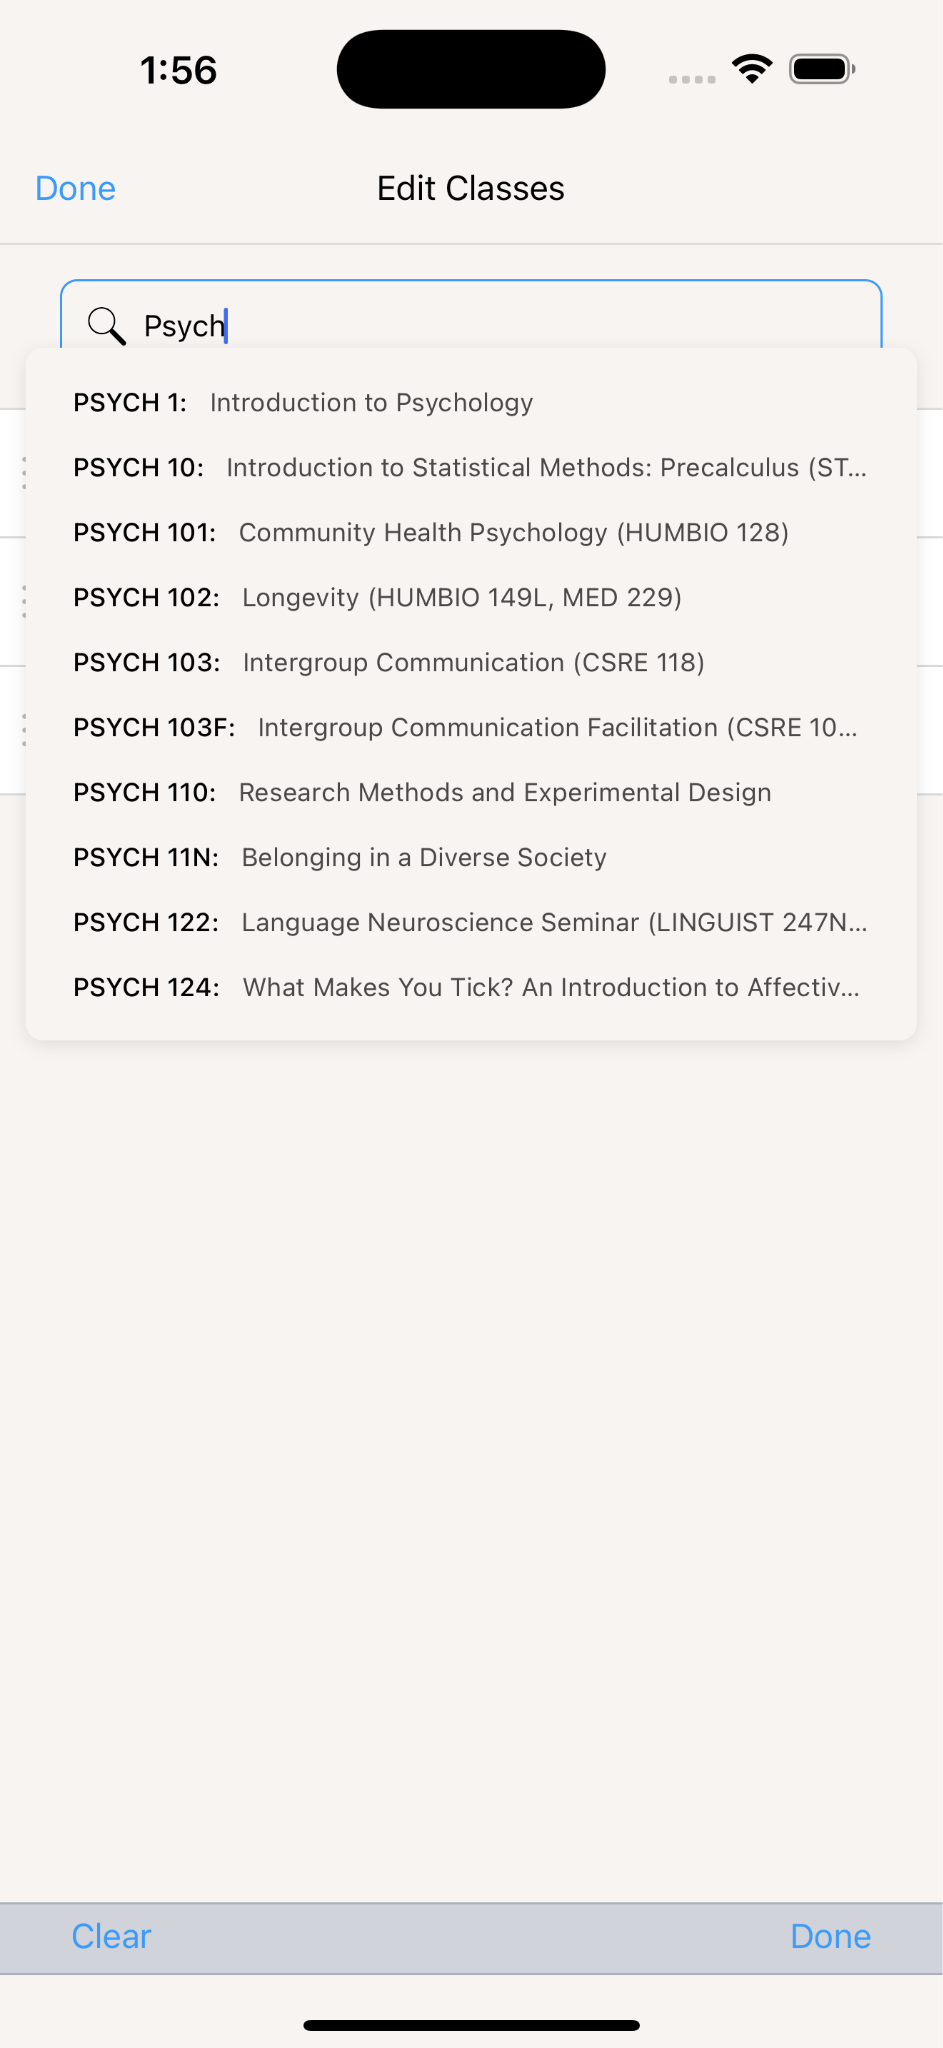 1:56
Done Edit Classes
Psych
PSYCH 1: Introduction to Psychology
PSYCH 10: Introduction to Statistical Methods: Precalculus (ST...
PSYCH 101: Community Health Psychology (HUMBIO 128)
PSYCH 102: Longevity (HUMBIO 149L, MED 229)
PSYCH 103: Intergroup Communication (CSRE 118)
PSYCH 103F: Intergroup Communication Facilitation (CSRE 10...
PSYCH 110: Research Methods and Experimental Design
PSYCH 11N: Belonging in a Diverse Society
PSYCH 122: Language Neuroscience Seminar (LINGUIST 247N...
PSYCH 124: What Makes You Tick? An Introduction to Affectiv...
Clear Done